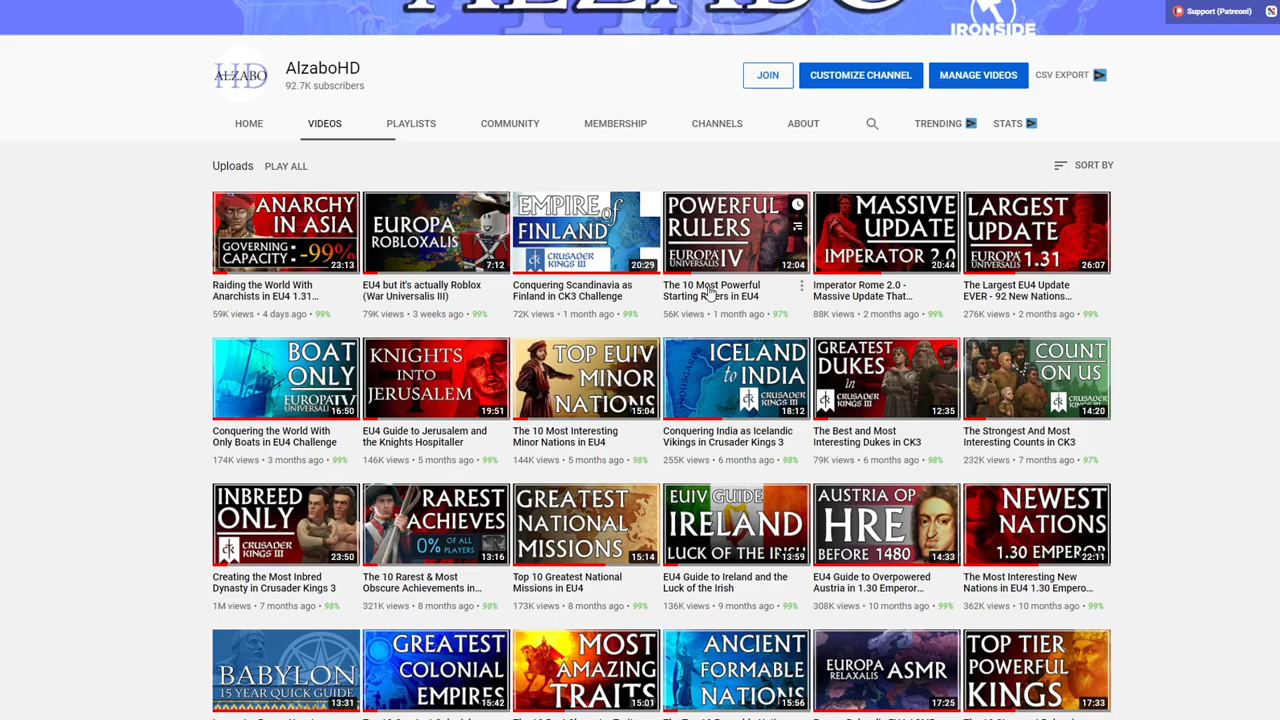 ALZABO
HD
IRONSIDE
Support (Patreon!)
ALZABO
AlzaboHD
92.7K subscribers
JOIN
CUSTOMIZE CHANNEL
MANAGE VIDEOS
CSV EXPORT
HOME
VIDEOS
PLAYLISTS
COMMUNITY
MEMBERSHIP
CHANNELS
ABOUT
TRENDING
STATS
Uploads
PLAY ALL
SORT BY
ANARCHY
IN ASIA
GOVERNING
CAPACITY : -99%
23:13
Raiding the World With
Anarchists in EU4 1.31...
59K views • 4 days ago • 99%
EUROPA
ROBLOXALIS
7:12
EU4 but it's actually Roblox
(War Universalis III)
79K views • 3 weeks ago • 99%
EMPIRE of
FINLAND
CRUSADER
KINGS III
20:29
Conquering Scandinavia as
Finland in CK3 Challenge
72K views • 1 month ago • 99%
POWERFUL
RULERS
EUROPA
UNIVERSALIS IV
12:04
The 10 Most Powerful
Starting Rulers in EU4
56K views • 1 month ago • 97%
MASSIVE
UPDATE
IMPERATOR 2.0
20:44
Imperator Rome 2.0 -
Massive Update That...
88K views • 2 months ago • 99%
LARGEST
UPDATE
EUROPA
UNIVERSALIS 1.31
26:07
The Largest EU4 Update
EVER - 92 New Nations...
276K views • 2 months ago • 99%
BOAT
ONLY
EUROPA
UNIVERSALIS IV
16:50
Conquering the World With
Only Boats in EU4 Challenge
174K views • 3 months ago • 99%
KNIGHTS
INTO
JERUSALEM
19:51
EU4 Guide to Jerusalem and
the Knights Hospitaller
146K views • 5 months ago • 99%
TOP EUIV
MINOR
NATIONS
15:04
The 10 Most Interesting
Minor Nations in EU4
144K views • 5 months ago • 98%
ICELAND
to INDIA
CRUSADER
KINGS III
18:12
Conquering India as Icelandic
Vikings in Crusader Kings 3
255K views • 6 months ago • 98%
GREATEST
DUKES in
CRUSADER
KINGS III
12:35
The Best and Most
Interesting Dukes in CK3
79K views • 6 months ago • 98%
COUNT
ON US
CRUSADER
KINGS III
14:20
The Strongest And Most
Interesting Counts in CK3
232K views • 7 months ago • 97%
INBREED
ONLY
CRUSADER
KINGS III
23:50
Creating the Most Inbred
Dynasty in Crusader Kings 3
1M views • 7 months ago • 98%
RAREST
ACHIEVES
0% OF ALL
PLAYERS
13:16
The 10 Rarest & Most
Obscure Achievements in...
321K views • 8 months ago • 98%
GREATEST
NATIONAL
MISSIONS
15:14
Top 10 Greatest National
Missions in EU4
173K views • 8 months ago • 99%
EUIV GUIDE
IRELAND
LUCK OF THE IRISH
13:59
EU4 Guide to Ireland and the
Luck of the Irish
136K views • 9 months ago • 99%
AUSTRIA OP
HRE
BEFORE 1480
14:33
EU4 Guide to Overpowered
Austria in 1.30 Emperor...
308K views • 10 months ago • 99%
NEWEST
NATIONS
1.30 EMPEROR
22:11
The Most Interesting New
Nations in EU4 1.30 Empero...
362K views • 10 months ago • 99%
BABYLON
15 YEAR QUICK GUIDE
13:31
GREATEST
COLONIAL
EMPIRES
15:42
MOST
AMAZING
TRAITS
15:01
ANCIENT
FORMABLE
NATIONS
15:56
EUROPA
RELAXALIS
ASMR
17:25
TOP TIER
POWERFUL
KINGS
17:33